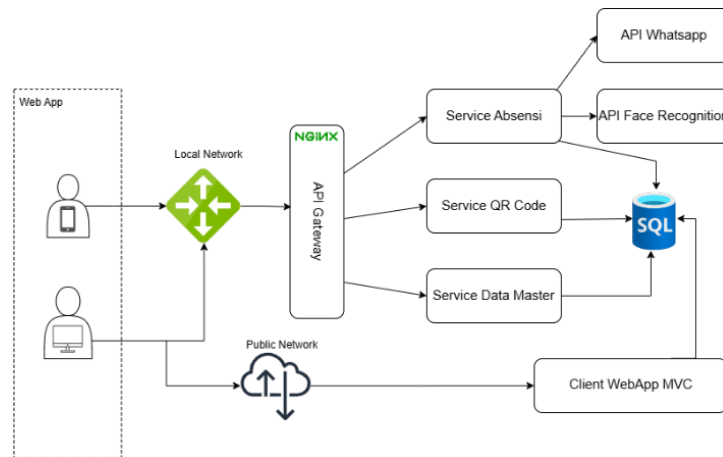 API Whatsapp
Web App
NGINX
Service Absensi
API Face Recognition
Local Network
API Gateway
Service QR Code
SQL
Service Data Master
Public Network
Client WebApp MVC